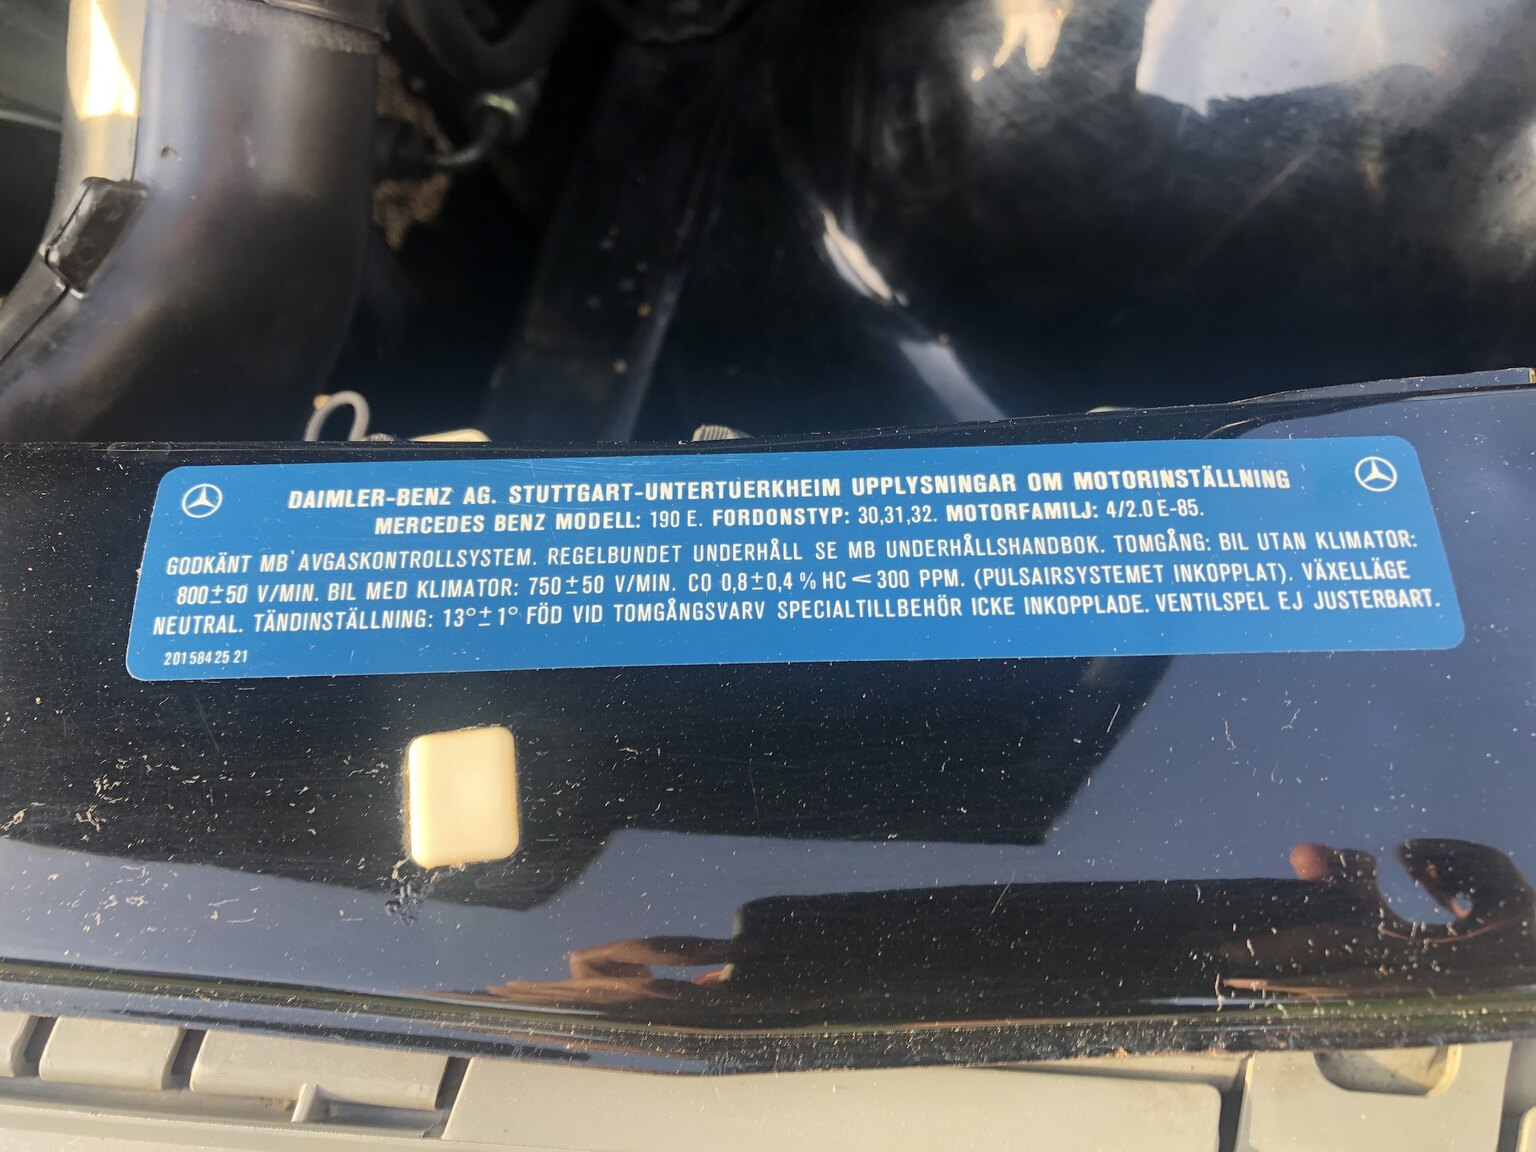 DAIMLER-BENZ AG. STUTTGART-UNTERTUERKHEIM UPPLYSNINGAR OM MOTORINSTÄLLNING
MERCEDES BENZ MODELL: 190 E. FORDONSTYP: 30,31,32. MOTORFAMILJ: 4/2.0 E-85.
GODKÄNT MB AVGASKONTROLLSYSTEM. REGELBUNDET UNDERHÅLL SE MB UNDERHÅLLSHANDBOK. TOMGÅNG: BIL UTAN KLIMATOR:
800±50 V/MIN. BIL MED KLIMATOR: 750±50 V/MIN. CO 0,8±0,4 % HC < 300 PPM. (PULSAIRSYSTEMET INKOPPLAT). VÄXELLÄGE
NEUTRAL. TÄNDINSTÄLLNING: 13°±1° FÖD VID TOMGÅNGSVARV SPECIALTILLBEHÖR ICKE INKOPPLADE. VENTILSPEL EJ JUSTERBART.
201 584 25 21